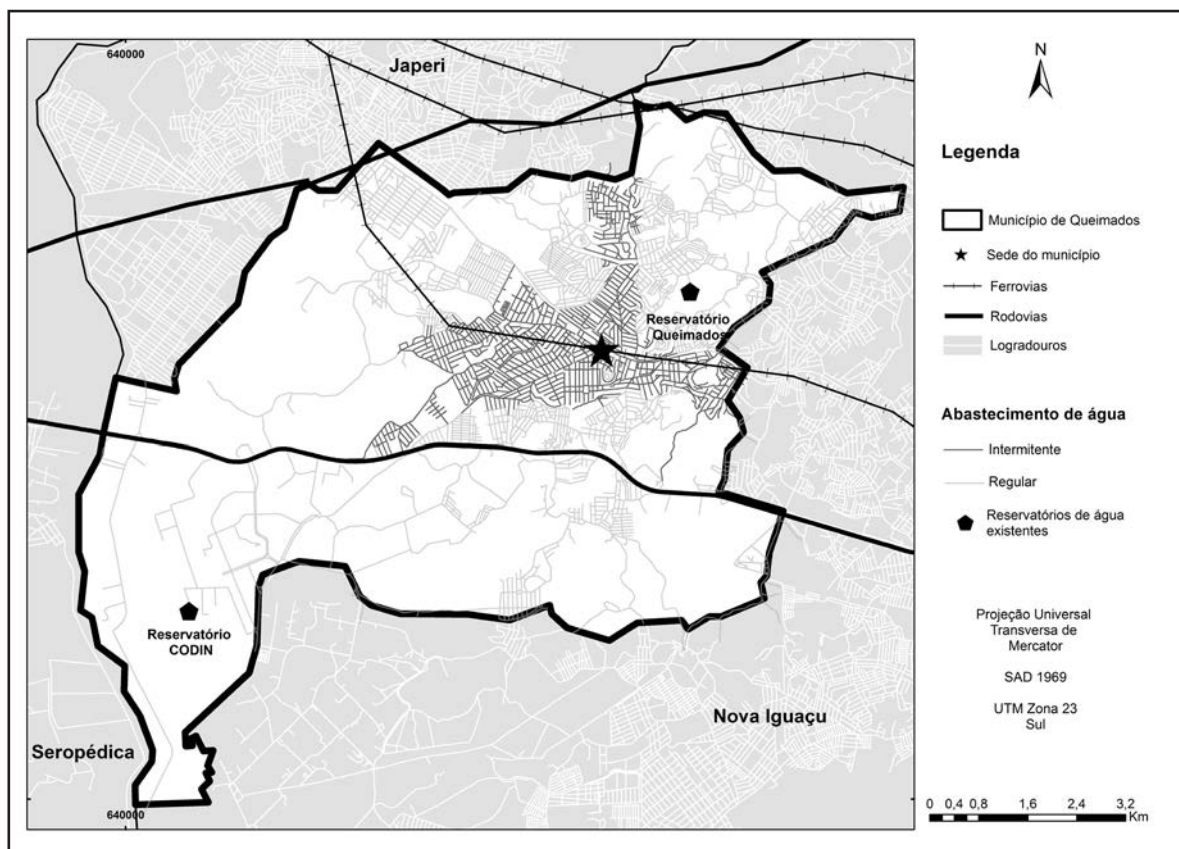 640000
Japeri
Reservatório
Queimados
Reservatório
CODIN
Nova Iguaçu
Seropédica
640000
N
Legenda
Município de Queimados
Sede do município
Ferrovias
Rodovias
Logradouros
Abastecimento de água
Intermitente
Regular
Reservatórios de água
existentes
Projeção Universal
Transversa de
Mercator
SAD 1969
UTM Zona 23
Sul
0 0,4 0,8 1,6 2,4 3,2
Km